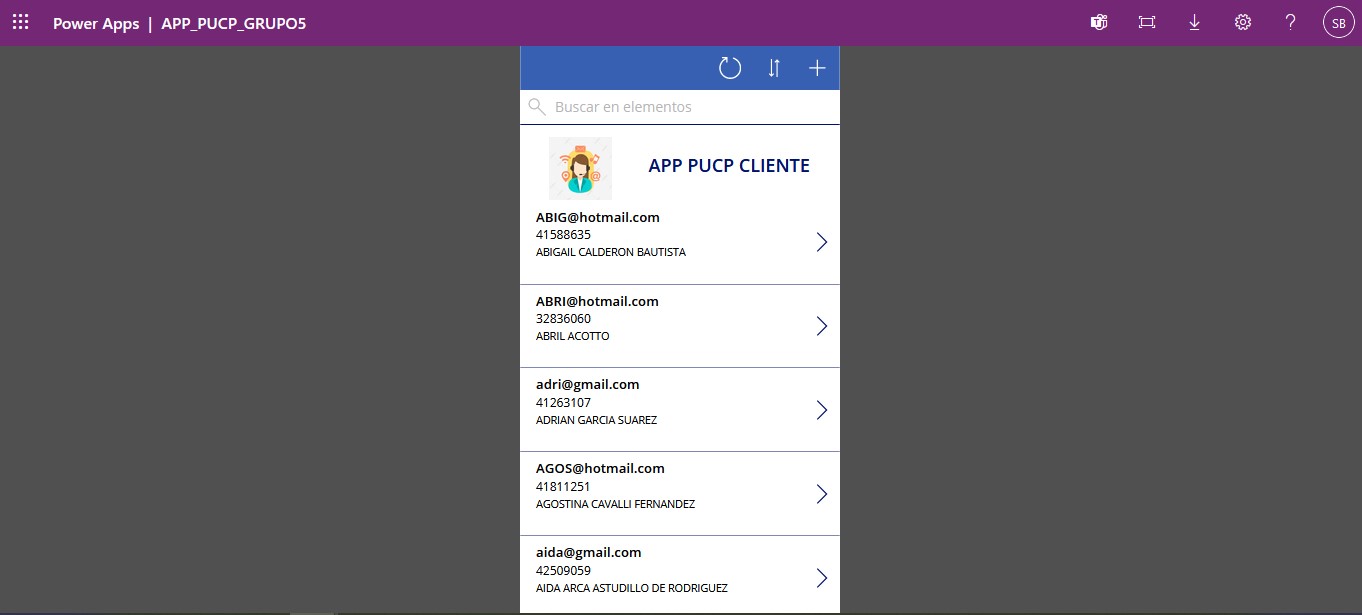 Power Apps | APP_PUCP_GRUPO5
SB
Buscar en elementos
APP PUCP CLIENTE
ABIG@hotmail.com
41588635
ABIGAIL CALDERON BAUTISTA
ABRI@hotmail.com
32836060
ABRIL ACOTTO
adri@gmail.com
41263107
ADRIAN GARCIA SUAREZ
AGOS@hotmail.com
41811251
AGOSTINA CAVALLI FERNANDEZ
aida@gmail.com
42509059
AIDA ARCA ASTUDILLO DE RODRIGUEZ